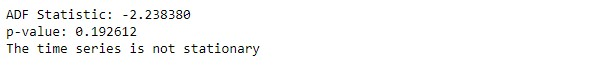 ADF Statistic: -2.238380
p-value: 0.192612
The time series is not stationary